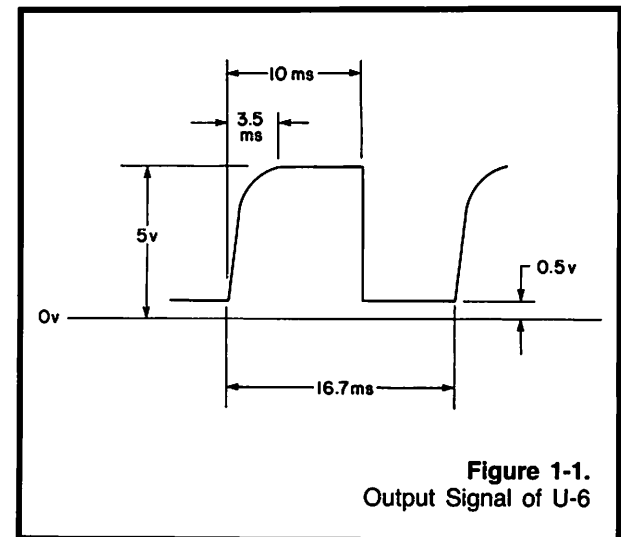 10 ms
3.5
ms
5v
0.5v
0v
16.7ms
Figure 1-1.
Output Signal of U-6